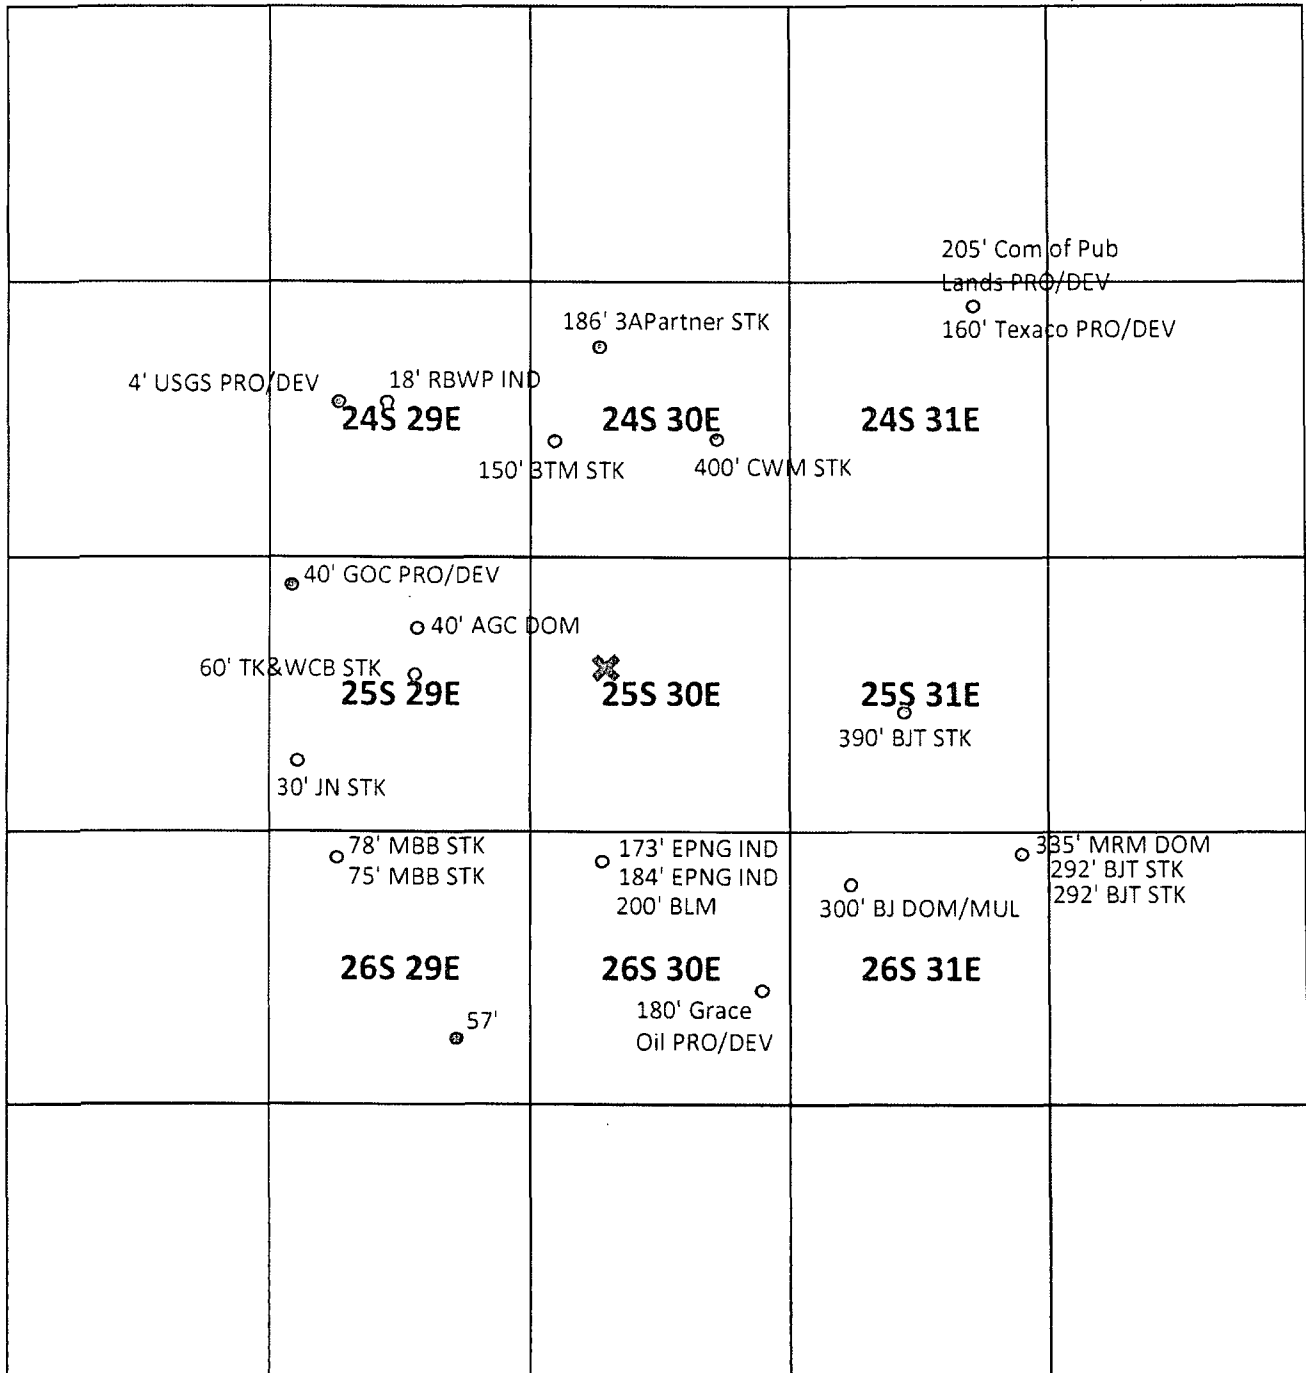 205' Com of Pub
Lands PRO/DEV
160' Texaco PRO/DEV
186' 3APartner STK
4' USGS PRO/DEV
18' RBWP IND
24S 29E
24S 30E
24S 31E
150' 3TM STK
400' CWM STK
40' GOC PRO/DEV
40' AGC DOM
60' TK&WCB STK
25S 29E
25S 30E
25S 31E
390' BJT STK
30' JN STK
78' MBB STK
75' MBB STK
173' EPNG IND
184' EPNG IND
200' BLM
335' MRM DOM
292' BJT STK
292' BJT STK
300' BJ DOM/MUL
26S 29E
26S 30E
26S 31E
180' Grace
Oil PRO/DEV
57'